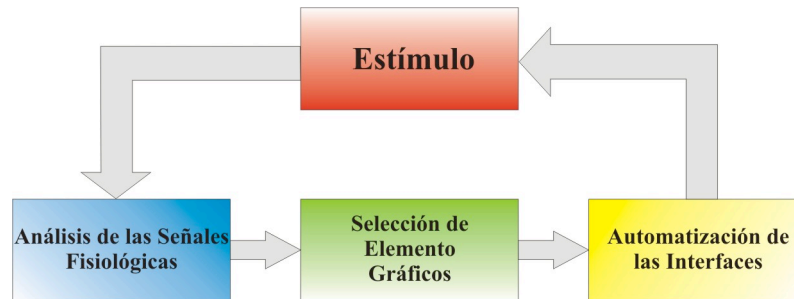 Estímulo
Análisis de las Señales
Fisiológicas
Selección de
Elemento
Gráficos
Automatización de
las Interfaces